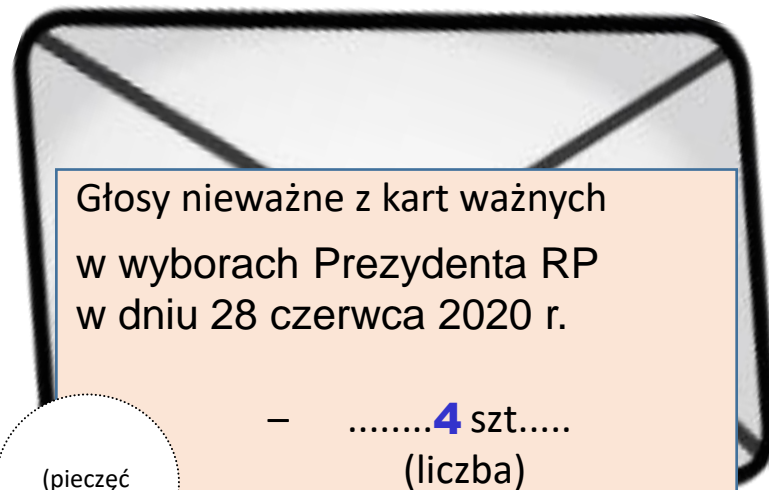 Głosy nieważne z kart ważnych
w wyborach Prezydenta RP
w dniu 28 czerwca 2020 r.
– ........4 szt.....
(liczba)
(pieczęć